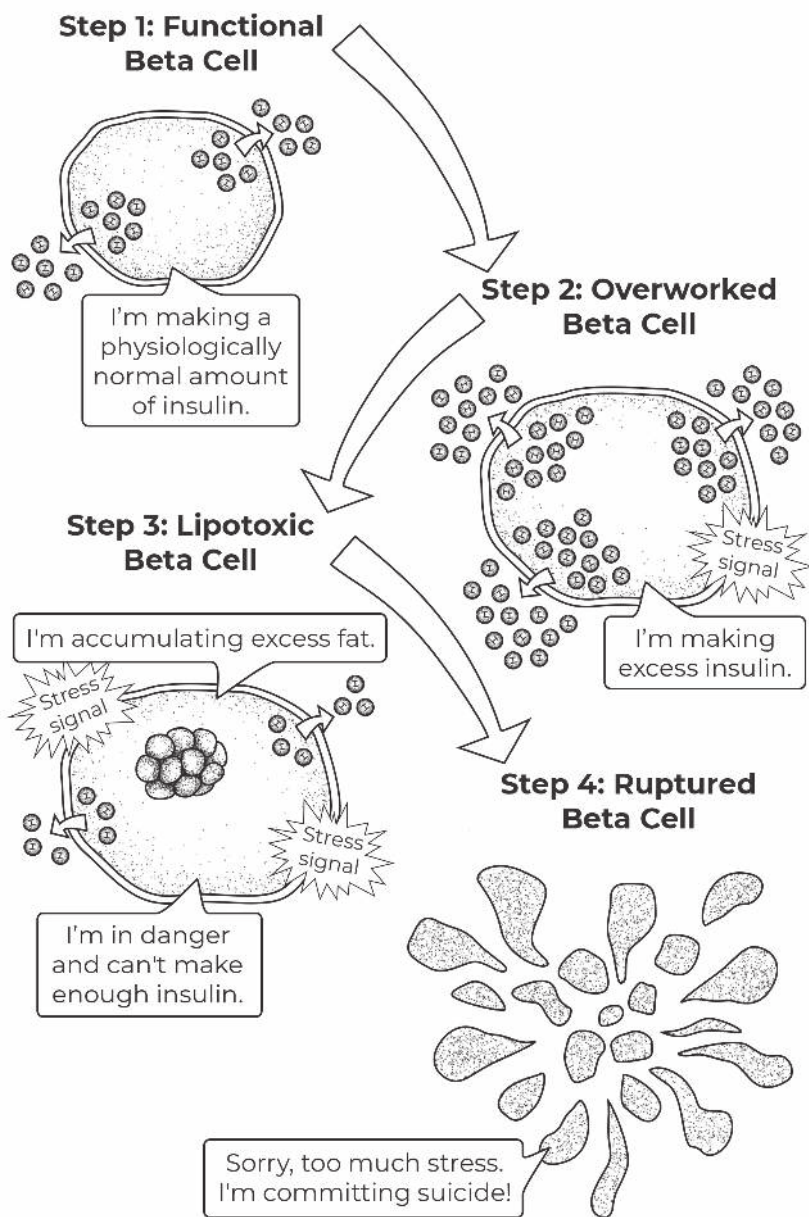 Step 1: Functional
Beta Cell
I'm making a
physiologically
normal amount
of insulin.
Step 2: Overworked
Beta Cell
Stress
signal
I'm making
excess insulin.
Step 3: Lipotoxic
Beta Cell
I'm accumulating excess fat.
Stress
signal
Stress
signal
I'm in danger
and can't make
enough insulin.
Step 4: Ruptured
Beta Cell
Sorry, too much stress.
I'm committing suicide!